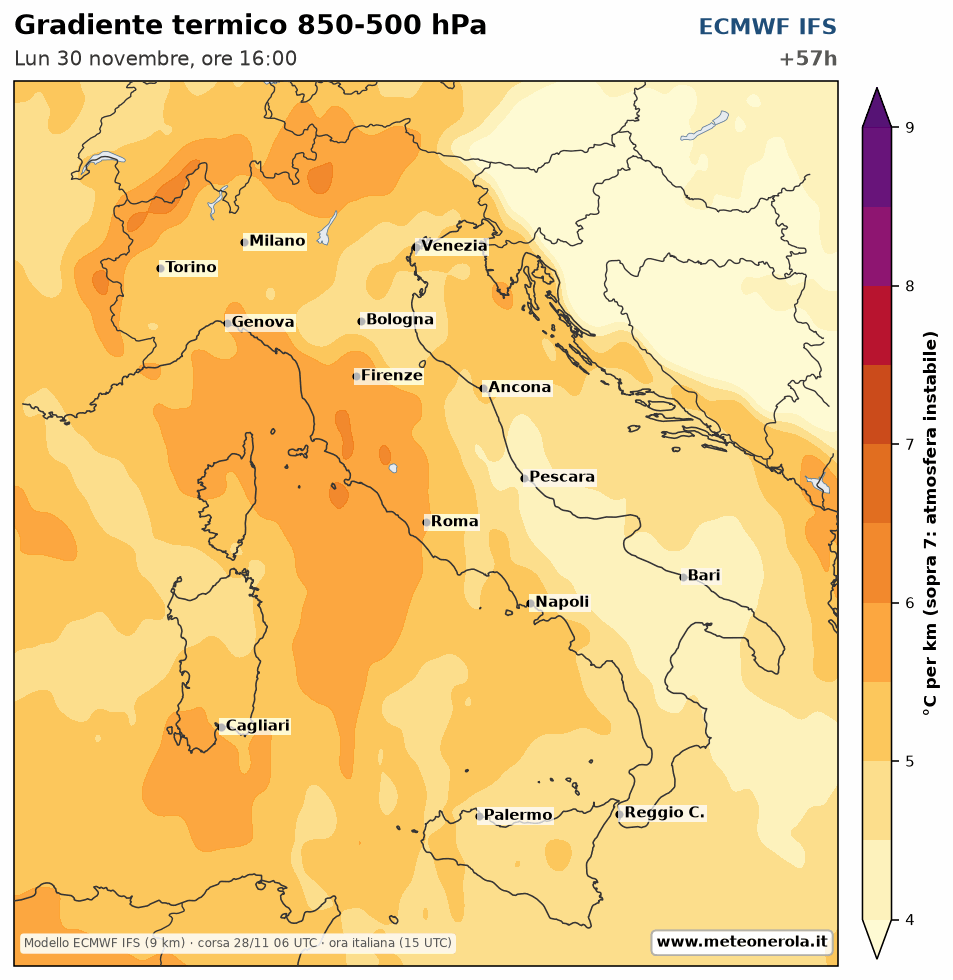 Gradiente termico 850-500 hPa
ECMWF IFS
Lun 30 novembre, ore 16:00
+57h
Milano
Venezia
Torino
Genova
Bologna
Firenze
Ancona
Pescara
Roma
Bari
Napoli
Cagliari
Palermo
Reggio C.
9
8
7
6
5
4
°C per km (sopra 7: atmosfera instabile)
Modello ECMWF IFS (9 km) · corsa 28/11 06 UTC · ora italiana (15 UTC)
www.meteonerola.it